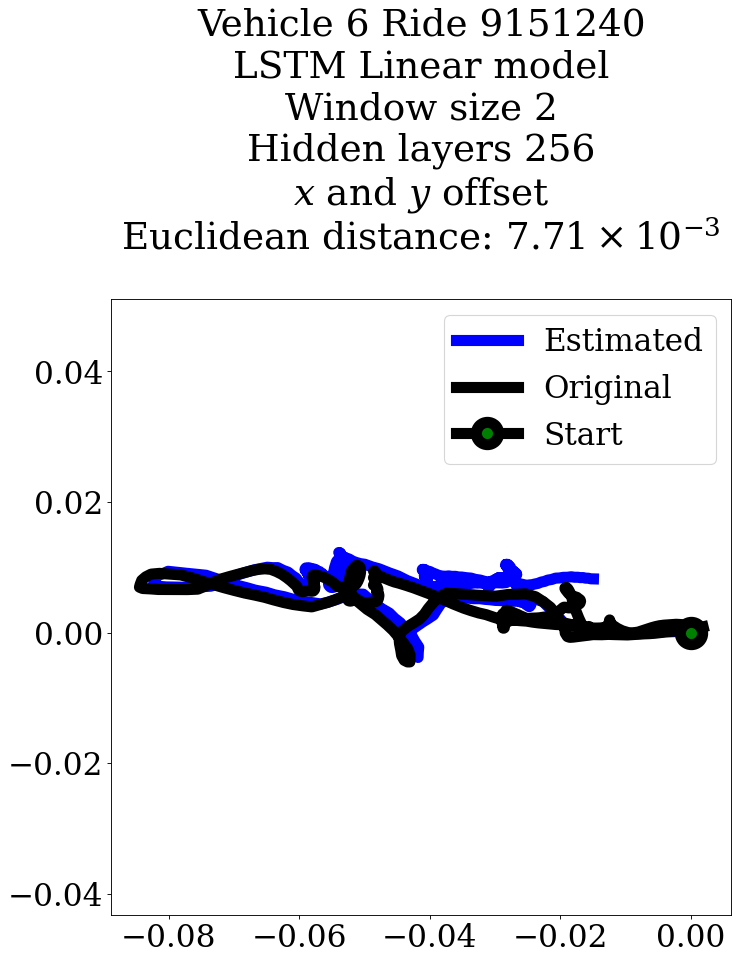 Vehicle 6 Ride 9151240
LSTM Linear model
Window size 2
Hidden layers 256
x and y offset
Euclidean distance: 7.71 × 10⁻³
Estimated
Original
Start
0.04
0.02
0.00
−0.02
−0.04
−0.08 −0.06 −0.04 −0.02 0.00